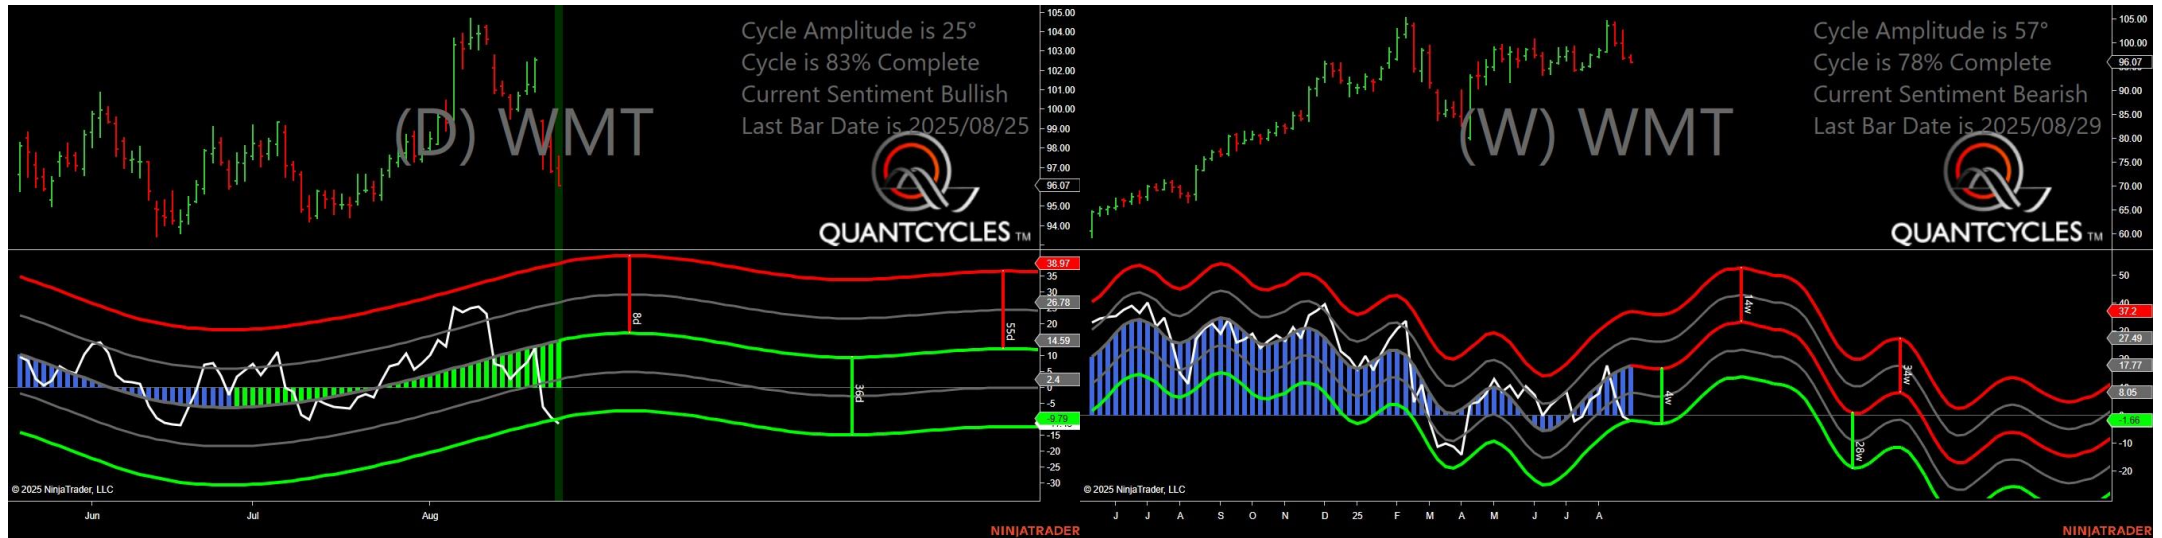 Cycle Amplitude is 25°
Cycle is 83% Complete
Current Sentiment Bullish
Last Bar Date is 2025/08/25
(D) WMT
QUANTCYCLES TM
105.00
104.00
103.00
102.00
101.00
100.00
99.00
98.00
97.00
96.07
95.00
94.00
38.97
35
30
26.78
20
14.59
10
5
2.4
0
-5
-9.79
-15
-20
-25
-30
8d
36d
55d
© 2025 NinjaTrader, LLC
Jun Jul Aug
NINJATRADER
Cycle Amplitude is 57°
Cycle is 78% Complete
Current Sentiment Bearish
Last Bar Date is 2025/08/29
(W) WMT
QUANTCYCLES TM
105.00
100.00
96.07
90.00
85.00
80.00
75.00
70.00
65.00
60.00
50
40
37.2
27.49
17.77
8.05
-1.66
-10
-20
4w
14w
28w
34w
© 2025 NinjaTrader, LLC
J J A S O N D 25 F M A M J J A
NINJATRADER